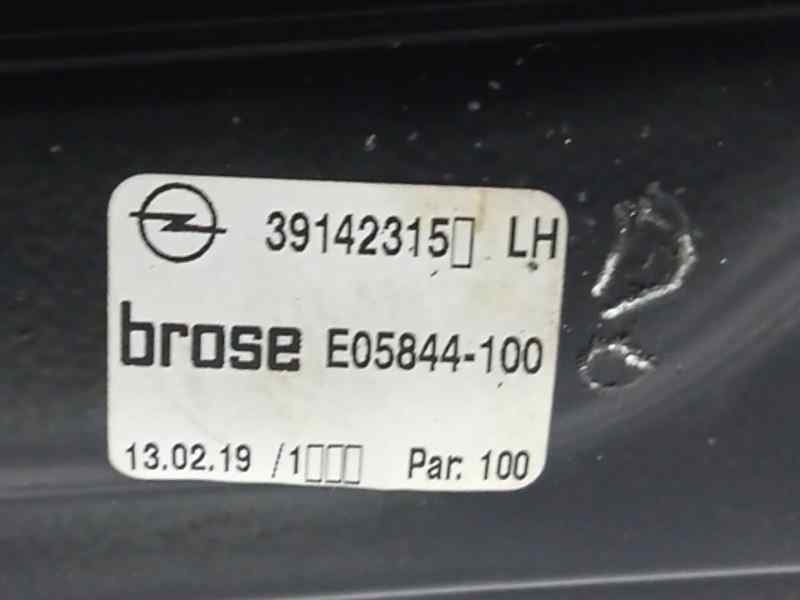 39142315▯ LH
brose E05844-100
13.02.19 /1▯▯▯ Par: 100